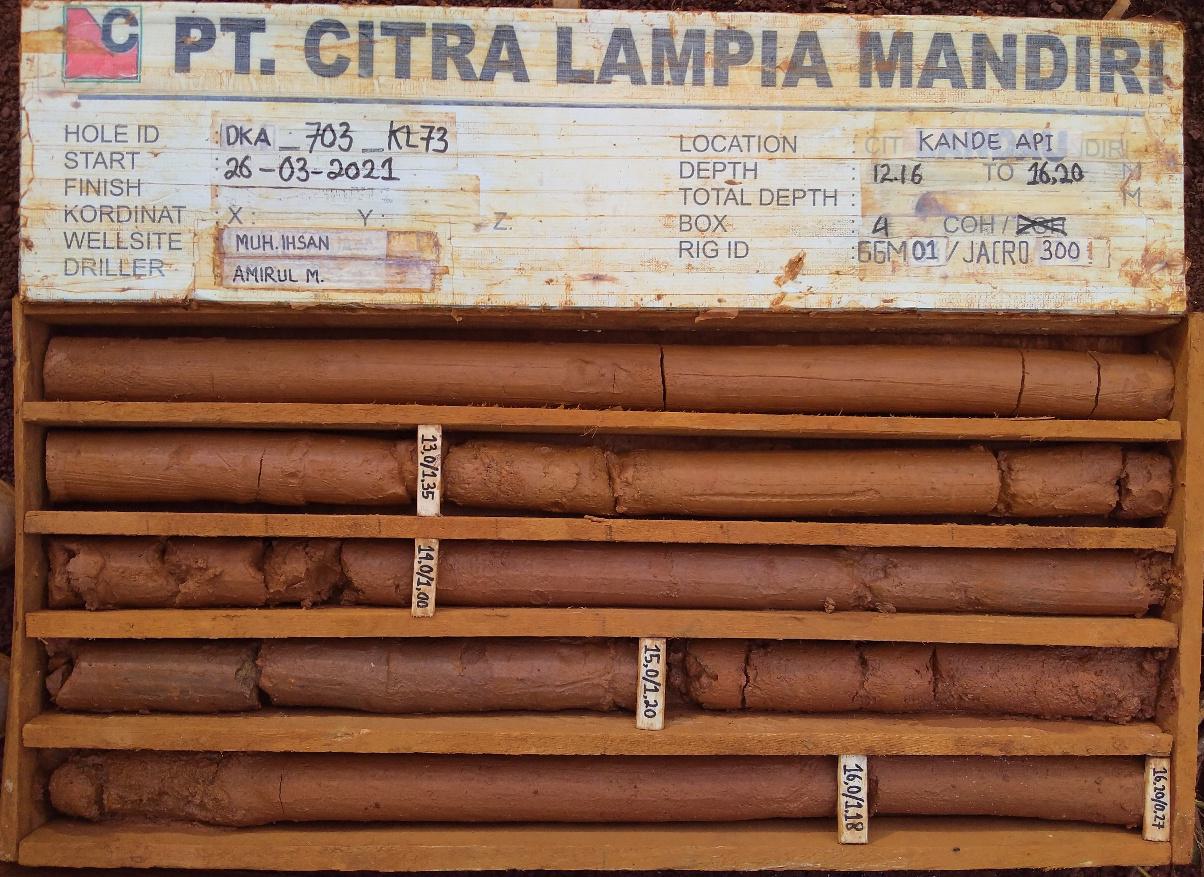 C PT. CITRA LAMPIA MANDIRI
HOLE ID : DKA_703_KL73
START : 26-03-2021
FINISH
KORDINAT : X : Y : Z.
WELLSITE MUH. IHSAN
DRILLER AMIRUL M.
LOCATION : KANDE API
DEPTH : 12.16 TO 16,20 M
TOTAL DEPTH : M
BOX : 4 COH /
RIG ID : GGM 01 / JACRO 300
13,0/1.35
14,0/1,00
15,0/1.20
16,0/1,18
16,20/0,27